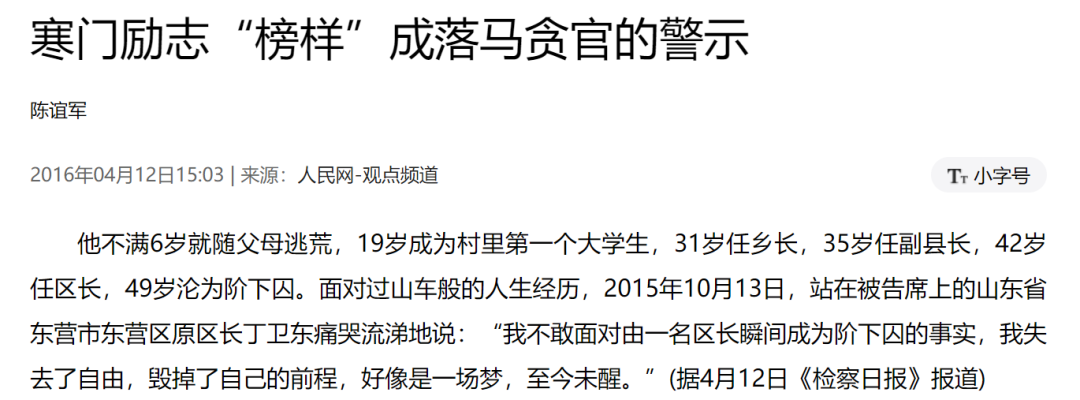 寒门励志“榜样”成落马贪官的警示
陈谊军
2016年04月12日15:03 | 来源：人民网-观点频道
TT 小字号
他不满6岁就随父母逃荒，19岁成为村里第一个大学生，31岁任乡长，35岁任副县长，42岁
任区长，49岁沦为阶下囚。面对过山车般的人生经历，2015年10月13日，站在被告席上的山东省
东营市东营区原区长丁卫东痛哭流涕地说：“我不敢面对由一名区长瞬间成为阶下囚的事实，我失
去了自由，毁掉了自己的前程，好像是一场梦，至今未醒。”(据4月12日《检察日报》报道)